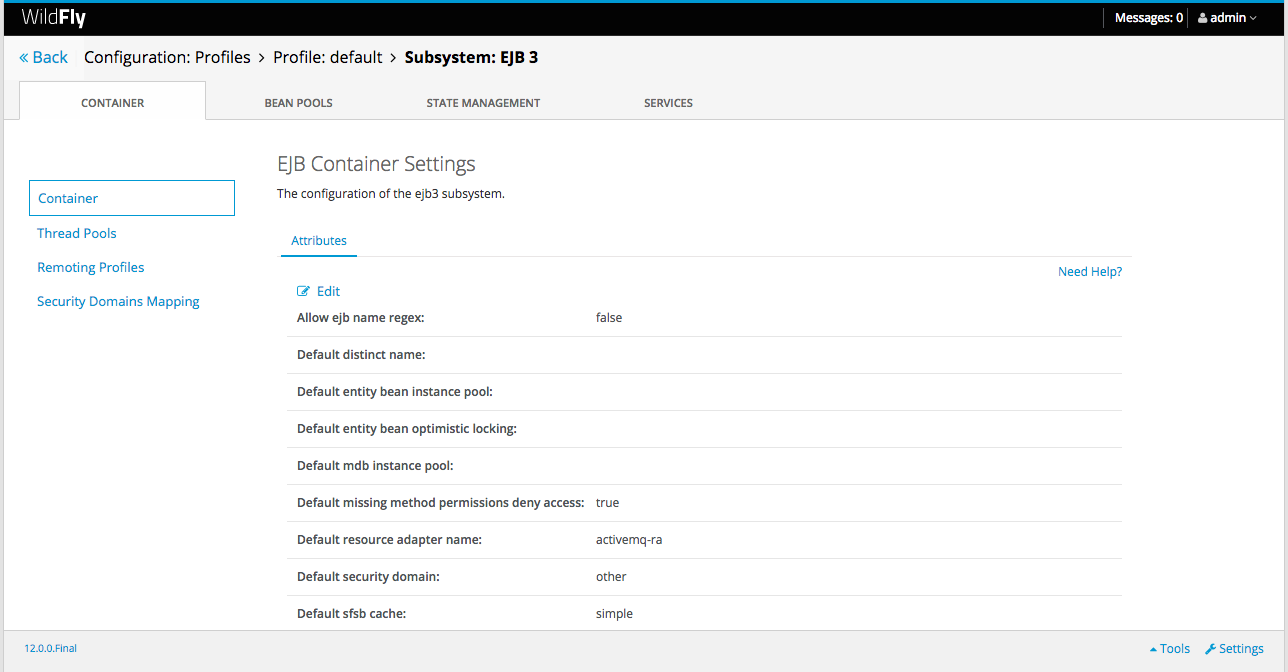 WildFly
Messages: 0
admin
« Back Configuration: Profiles > Profile: default > Subsystem: EJB 3
CONTAINER BEAN POOLS STATE MANAGEMENT SERVICES
Container
Thread Pools
Remoting Profiles
Security Domains Mapping
EJB Container Settings
The configuration of the ejb3 subsystem.
Attributes
Need Help?
Edit
Allow ejb name regex: false
Default distinct name:
Default entity bean instance pool:
Default entity bean optimistic locking:
Default mdb instance pool:
Default missing method permissions deny access: true
Default resource adapter name: activemq-ra
Default security domain: other
Default sfsb cache: simple
12.0.0.Final
Tools Settings